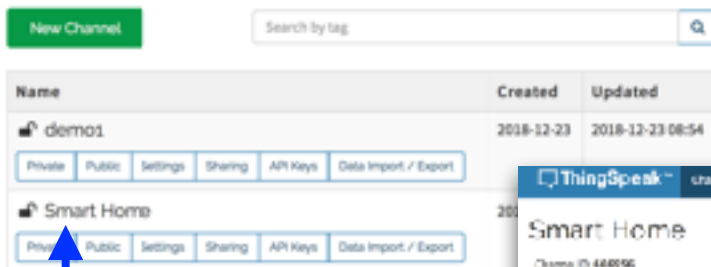 New Channel
Search by tag
Name Created Updated
demo1 2018-12-23 2018-12-23 08:54
Private Public Settings Sharing API Keys Data Import / Export
Smart Home
Private Public Settings Sharing API Keys Data Import / Export
ThingSpeak™
Smart Home